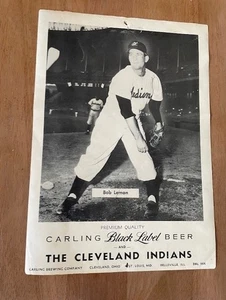 Indians
Bob Lemon
PREMIUM QUALITY
CARLING Black Label BEER
AND
THE CLEVELAND INDIANS
CARLING BREWING COMPANY CLEVELAND, OHIO ST. LOUIS, MO. BELLEVILLE, ILL.